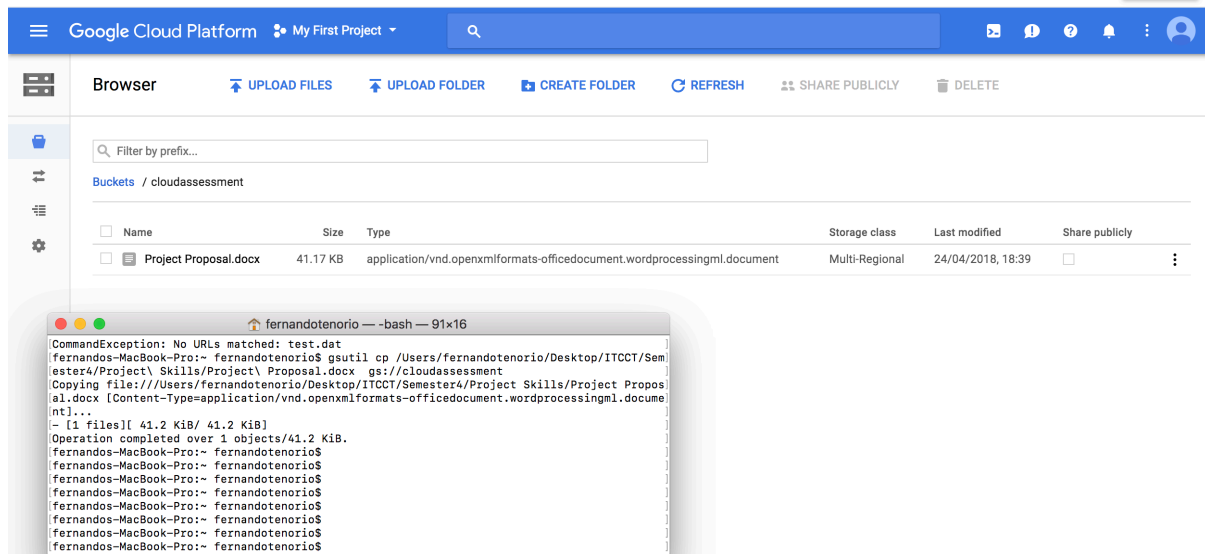 Google Cloud Platform My First Project
Browser UPLOAD FILES UPLOAD FOLDER CREATE FOLDER REFRESH SHARE PUBLICLY DELETE
Filter by prefix...
Buckets / cloudassessment
Name Size Type Storage class Last modified Share publicly
Project Proposal.docx 41.17 KB application/vnd.openxmlformats-officedocument.wordprocessingml.document Multi-Regional 24/04/2018, 18:39
fernandotenorio — -bash — 91×16
[CommandException: No URLs matched: test.dat ]
[fernandos-MacBook-Pro:~ fernandotenorio$ gsutil cp /Users/fernandotenorio/Desktop/ITCCT/Sem]
[ester4/Project\ Skills/Project\ Proposal.docx  gs://cloudassessment ]
[Copying file:///Users/fernandotenorio/Desktop/ITCCT/Semester4/Project Skills/Project Propos]
[al.docx [Content-Type=application/vnd.openxmlformats-officedocument.wordprocessingml.docume]
[nt]... ]
[- [1 files][ 41.2 KiB/ 41.2 KiB] ]
[Operation completed over 1 objects/41.2 KiB. ]
[fernandos-MacBook-Pro:~ fernandotenorio$ ]
[fernandos-MacBook-Pro:~ fernandotenorio$ ]
[fernandos-MacBook-Pro:~ fernandotenorio$ ]
[fernandos-MacBook-Pro:~ fernandotenorio$ ]
[fernandos-MacBook-Pro:~ fernandotenorio$ ]
[fernandos-MacBook-Pro:~ fernandotenorio$ ]
[fernandos-MacBook-Pro:~ fernandotenorio$ ]
[fernandos-MacBook-Pro:~ fernandotenorio$ ]